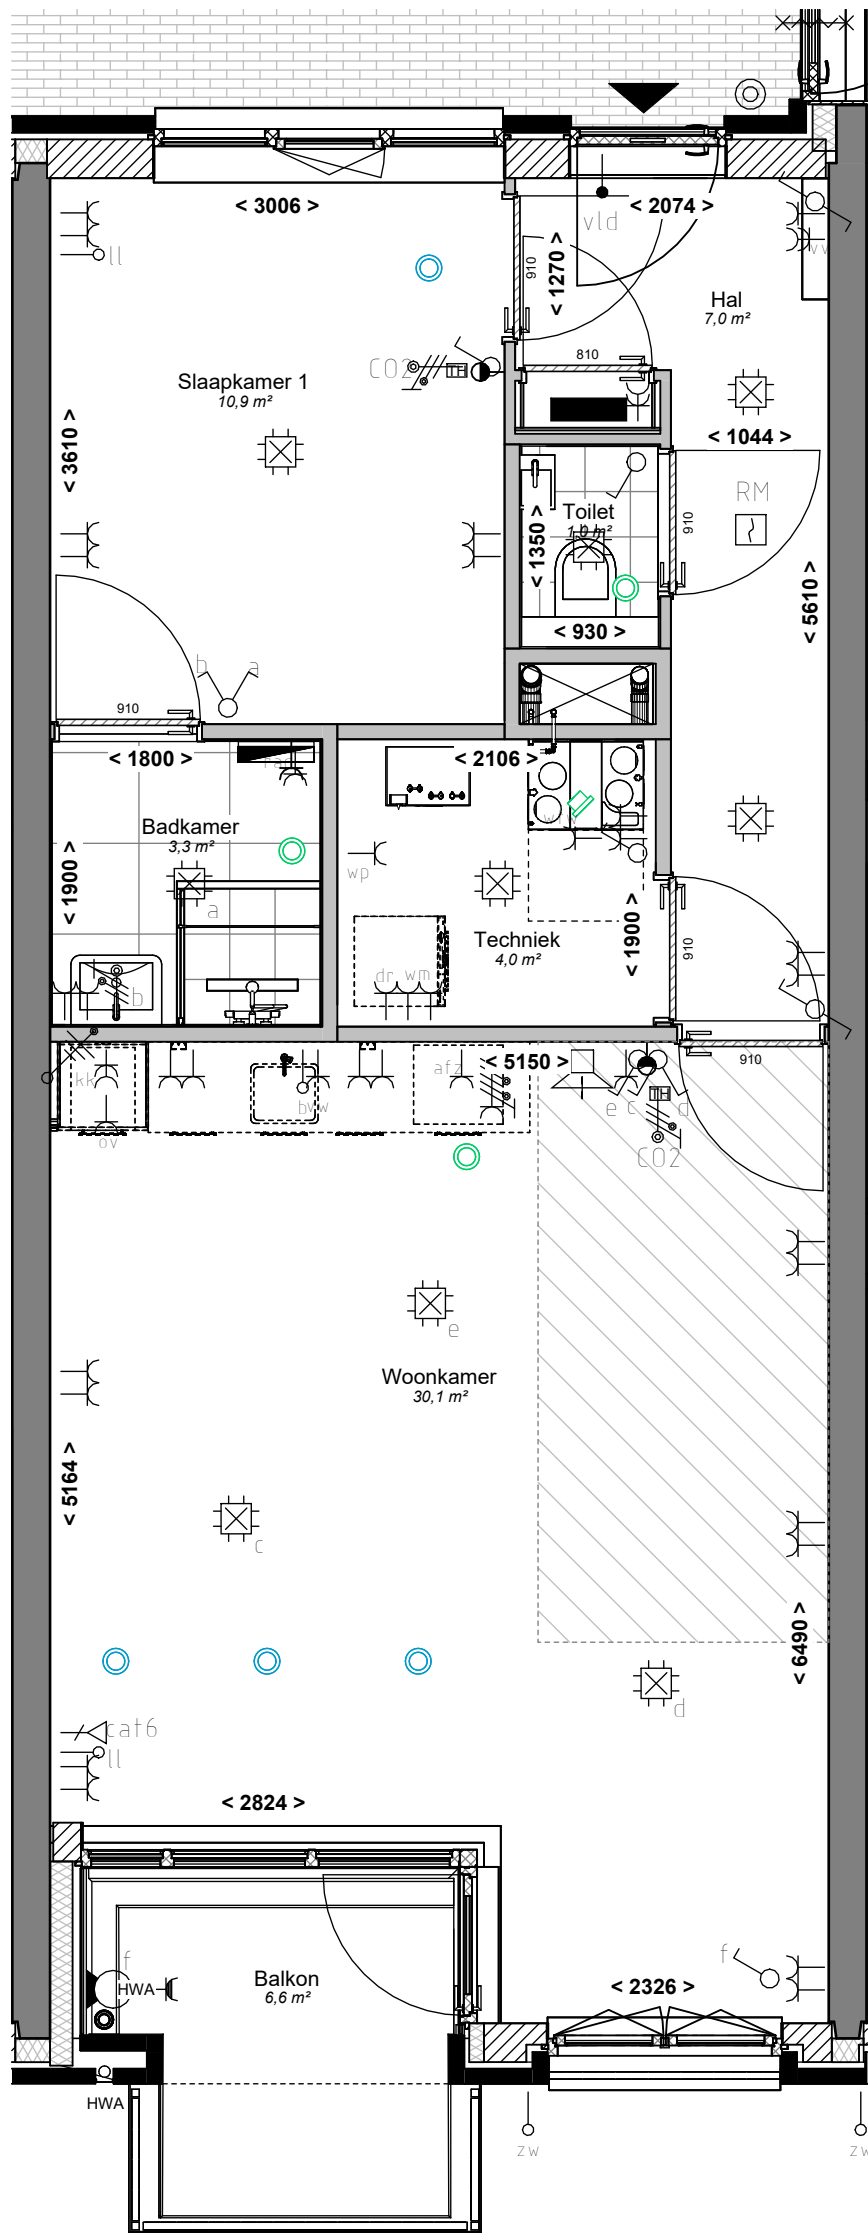 < 3006 >
< 2074 >
vld
vv
ll
910
< 1270 >
Hal
7,0 m²
810
CO2
Slaapkamer 1
10,9 m²
< 3610 >
< 1044 >
RM
Toilet
1,0 m²
< 1350 >
910
< 5610 >
< 930 >
b
a
910
< 1800 >
< 2106 >
Badkamer
3,3 m²
wp
< 1900 >
a
Techniek
4,0 m²
< 1900 >
910
dr
wm
b
kk
afz
< 5150 >
910
bvw
e
c
d
ov
CO2
e
Woonkamer
30,1 m²
< 5164 >
c
< 6490 >
d
cat6
ll
< 2824 >
f
f
HWA
Balkon
6,6 m²
< 2326 >
HWA
zw
zw